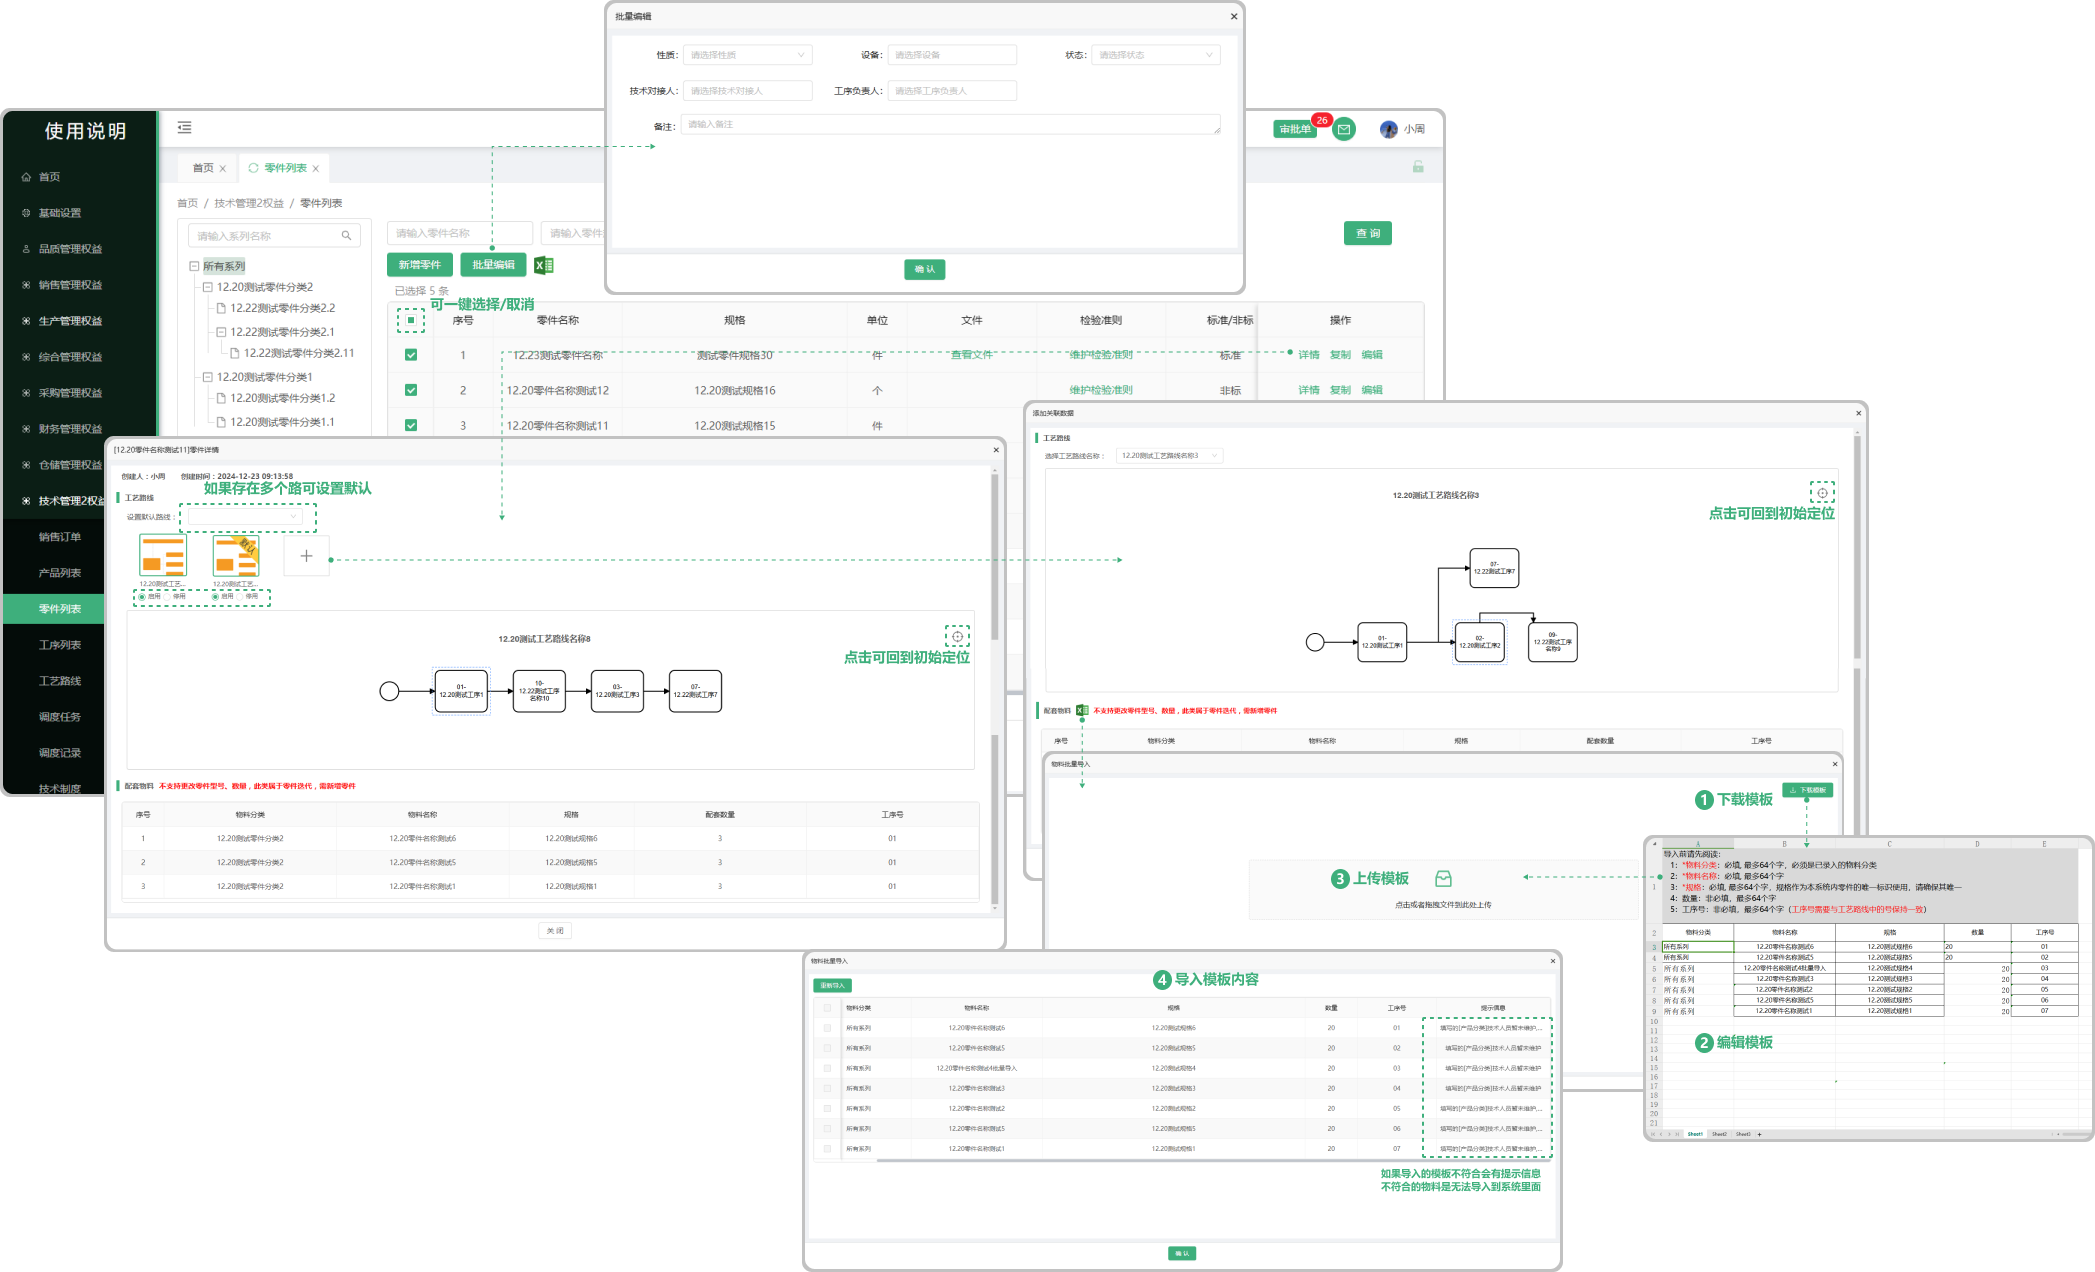 批量编辑
性质： 请选择性质 设备： 请选择设备 状态： 请选择状态
技术对接人： 请选择技术对接人 工序负责人： 请选择工序负责人
备注： 请输入备注
确 认
使用说明
首页
基础设置
品质管理权益
销售管理权益
生产管理权益
综合管理权益
采购管理权益
财务管理权益
仓储管理权益
技术管理2权益
销售订单
产品列表
零件列表
工序列表
工艺路线
调度任务
调度记录
技术制度
审批单 26 小周
首页 零件列表
首页 / 技术管理2权益 / 零件列表
请输入系列名称
所有系列
12.20测试零件分类2
12.22测试零件分类2.2
12.22测试零件分类2.1
12.22测试零件分类2.11
12.20测试零件分类1
12.20测试零件分类1.2
12.20测试零件分类1.1
请输入零件名称 请输入零件
查 询
新增零件 批量编辑
已选择 5 条
可一键选择/取消
序号 零件名称 规格 单位 文件 检验准则 标准/非标 操作
1 12.23测试零件名称 测试零件规格30 件 查看文件 维护检验准则 标准 详情 复制 编辑
2 12.20零件名称测试12 12.20测试规格16 个 维护检验准则 非标 详情 复制 编辑
3 12.20零件名称测试11 12.20测试规格15 件
[12.20零件名称测试11]零件详情
创建人：小周 创建时间：2024-12-23 09:13:58
如果存在多个路可设置默认
工艺路线
设置默认路线：
默认
12.20测试工艺... 12.20测试工艺...
启用 停用 启用 停用
12.20测试工艺路线名称8
点击可回到初始定位
01-
12.20测试工序1
10-
12.22测试工序
名称10
03-
12.20测试工序3
07-
12.22测试工序7
配套物料 不支持更改零件型号、数量，此类属于零件迭代，需新增零件
序号 物料分类 物料名称 规格 配套数量 工序号
1 12.20测试零件分类2 12.20零件名称测试6 12.20测试规格6 3 01
2 12.20测试零件分类2 12.20零件名称测试5 12.20测试规格5 3 01
3 12.20测试零件分类2 12.20零件名称测试1 12.20测试规格1 3 01
关 闭
添加关联数据
工艺路线
选择工艺路线名称： 12.20测试工艺路线名称3
12.20测试工艺路线名称3
点击可回到初始定位
07-
12.22测试工序7
01-
12.20测试工序1
02-
12.20测试工序2
09-
12.22测试工序
名称9
配套物料 不支持更改零件型号、数量，此类属于零件迭代，需新增零件
序号 物料分类 物料名称 规格 配套数量 工序号
物料批量导入
1 下载模板 下载模板
3 上传模板
点击或者拖拽文件到此处上传
A B C D E
导入前请先阅读：
1： *物料分类：必填, 最多64个字，必须是已录入的物料分类
2： *物料名称：必填, 最多64个字
3： *规格：必填, 最多64个字，规格作为本系统内零件的唯一标识使用，请确保其唯一
4：数量：非必填，最多64个字
5：工序号：非必填，最多64个字（工序号需要与工艺路线中的号保持一致）
1
2 物料分类 物料名称 规格 数量 工序号
3 所有系列 12.20零件名称测试6 12.20测试规格6 20 01
4 所有系列 12.20零件名称测试5 12.20测试规格5 20 02
5 所有系列 12.20零件名称测试4批量导入 12.20测试规格4 20 03
6 所有系列 12.20零件名称测试3 12.20测试规格3 20 04
7 所有系列 12.20零件名称测试2 12.20测试规格2 20 05
8 所有系列 12.20零件名称测试5 12.20测试规格5 20 06
9 所有系列 12.20零件名称测试1 12.20测试规格1 20 07
10
11
12
13
14
15
16
17
18
19
20
21
2 编辑模板
Sheet1 Sheet2 Sheet3 +
物料批量导入
重新导入
4 导入模板内容
物料分类 物料名称 规格 数量 工序号 提示信息
所有系列 12.20零件名称测试6 12.20测试规格6 20 01 填写的[产品分类]技术人员暂未维护,...
所有系列 12.20零件名称测试5 12.20测试规格5 20 02 填写的[产品分类]技术人员暂未维护
所有系列 12.20零件名称测试4批量导入 12.20测试规格4 20 03 填写的[产品分类]技术人员暂未维护
所有系列 12.20零件名称测试3 12.20测试规格3 20 04 填写的[产品分类]技术人员暂未维护
所有系列 12.20零件名称测试2 12.20测试规格2 20 05 填写的[产品分类]技术人员暂未维护,...
所有系列 12.20零件名称测试5 12.20测试规格5 20 06 填写的[产品分类]技术人员暂未维护,...
所有系列 12.20零件名称测试1 12.20测试规格1 20 07 填写的[产品分类]技术人员暂未维护,...
如果导入的模板不符合会有提示信息
不符合的物料是无法导入到系统里面
确 认